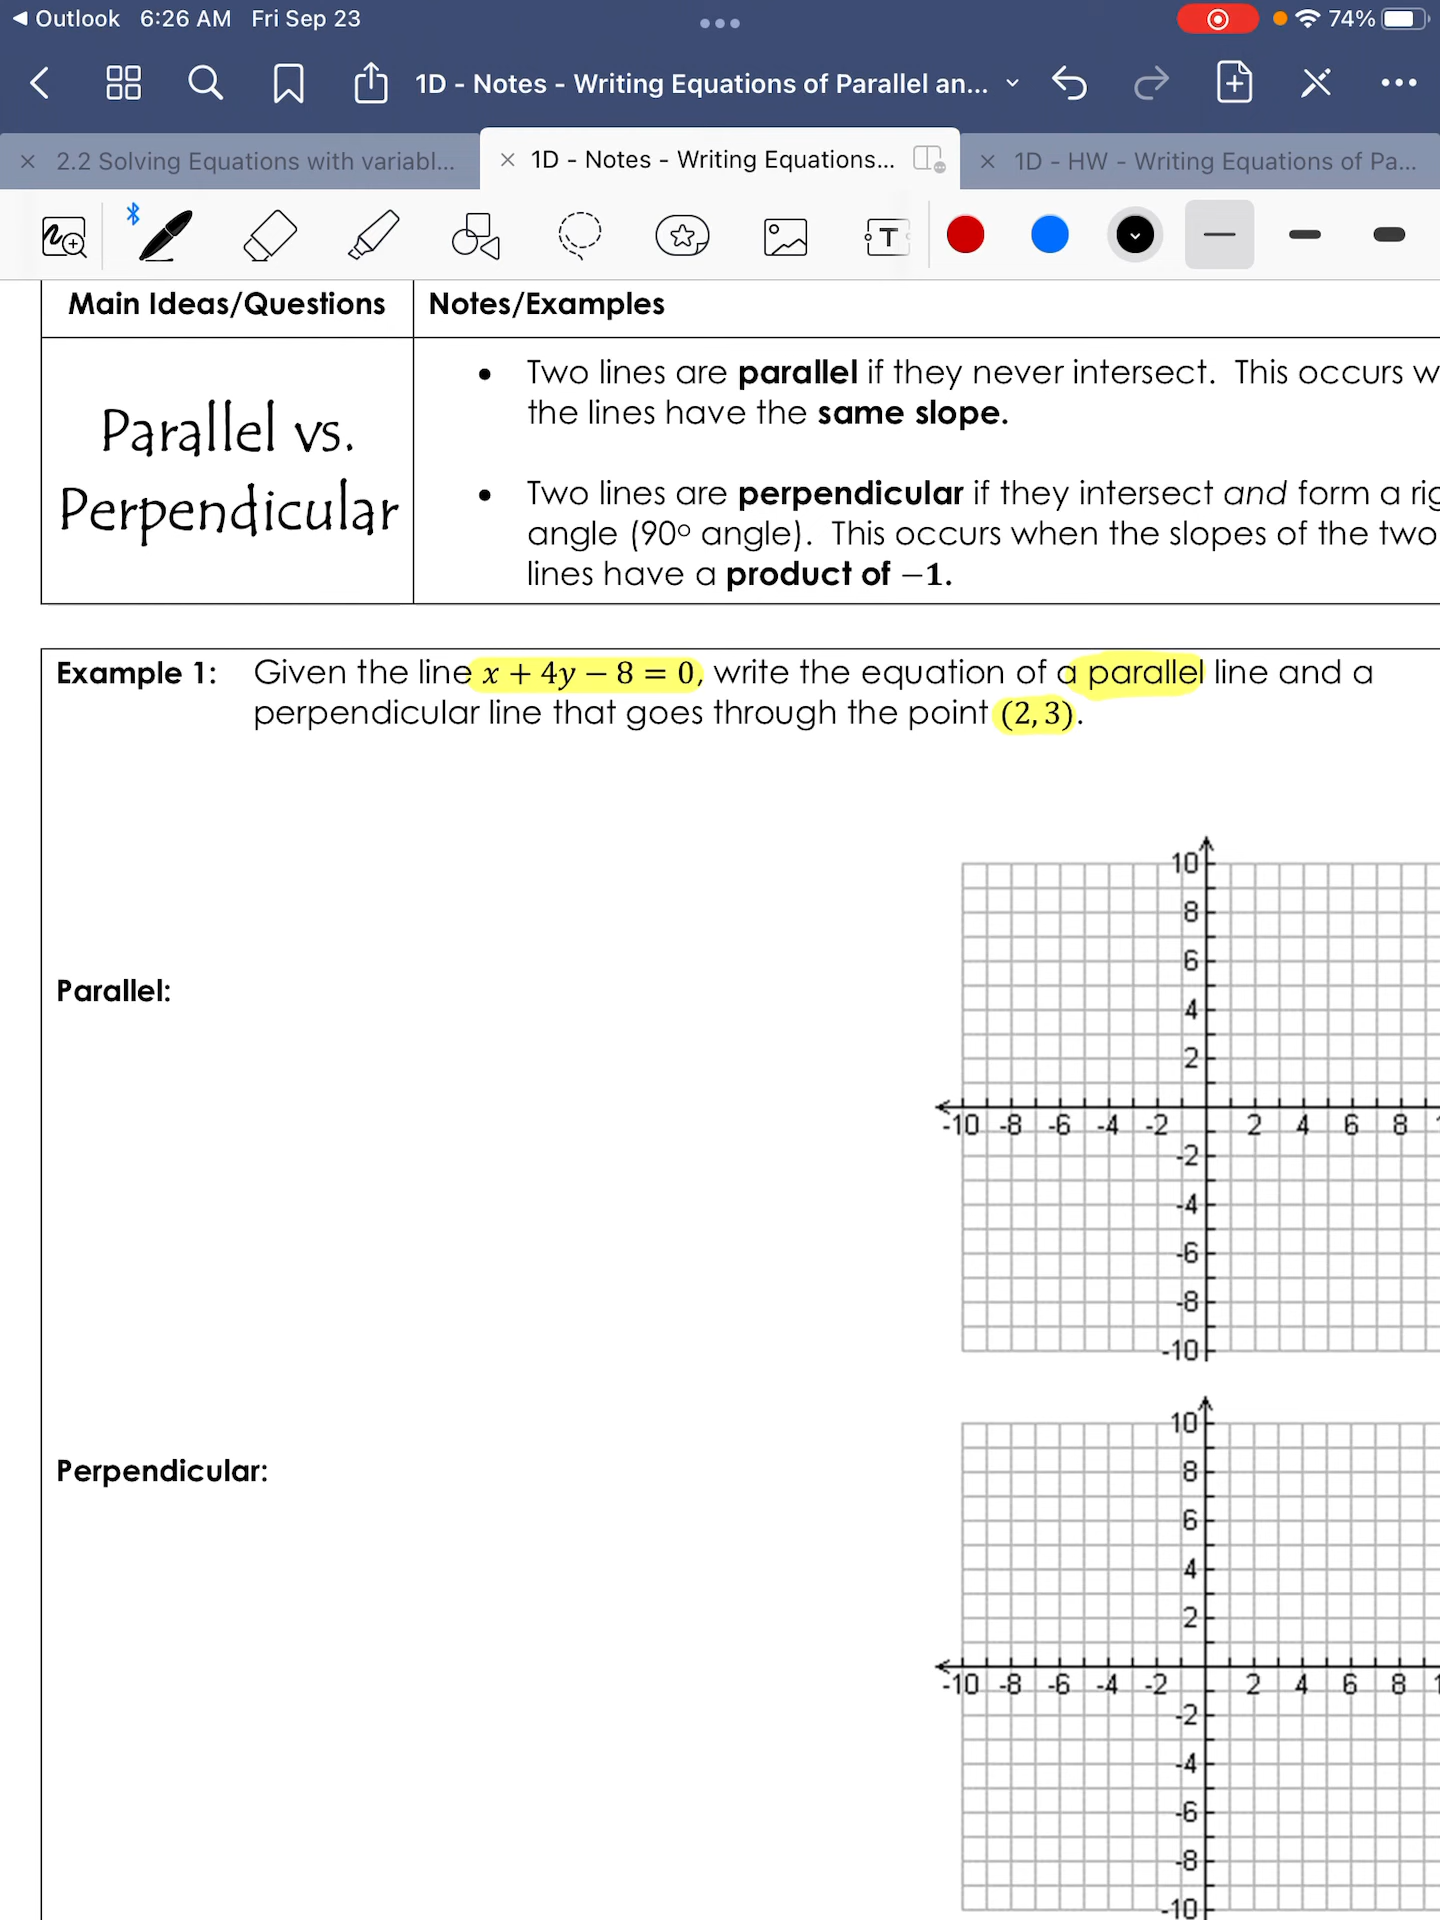 ◀ Outlook 6:26 AM Fri Sep 23
74%
1D - Notes - Writing Equations of Parallel an...
2.2 Solving Equations with variabl...
1D - Notes - Writing Equations...
1D - HW - Writing Equations of Pa...
T
Main Ideas/Questions
Notes/Examples
Parallel vs.
Perpendicular
• Two lines are parallel if they never intersect. This occurs w
the lines have the same slope.
• Two lines are perpendicular if they intersect and form a rig
angle (90° angle). This occurs when the slopes of the two
lines have a product of −1.
Example 1: Given the line x + 4y − 8 = 0, write the equation of a parallel line and a
perpendicular line that goes through the point (2, 3).
10
8
6
4
2
-10 -8 -6 -4 -2 2 4 6 8
-2
-4
-6
-8
-10
Parallel:
10
8
6
4
2
-10 -8 -6 -4 -2 2 4 6 8 1
-2
-4
-6
-8
-10
Perpendicular: